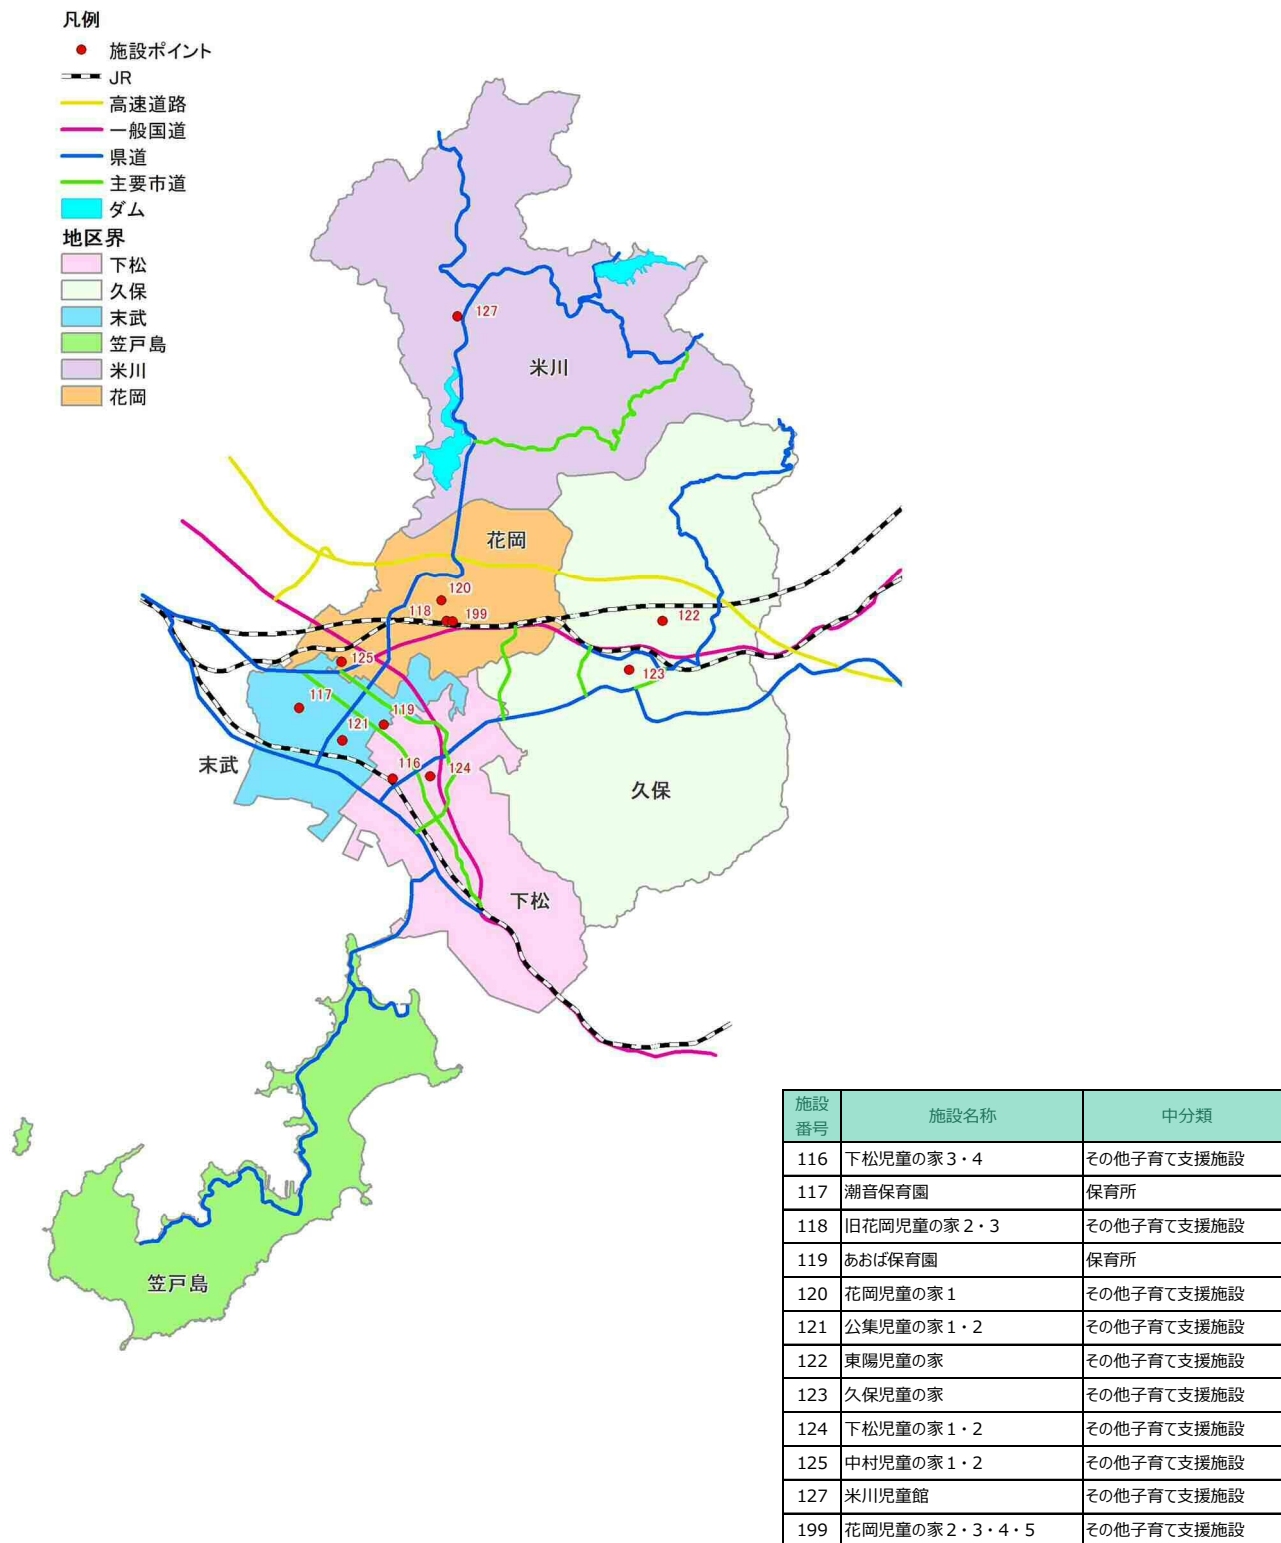 凡例
施設ポイント
JR
高速道路
一般国道
県道
主要市道
ダム
地区界
下松
久保
末武
笠戸島
米川
花岡
127
米川
花岡
120
118
199
122
125
123
117
119
121
116
124
末武
久保
下松
笠戸島
施設番号 施設名称 中分類
116 下松児童の家3・4 その他子育て支援施設
117 潮音保育園 保育所
118 旧花岡児童の家2・3 その他子育て支援施設
119 あおば保育園 保育所
120 花岡児童の家1 その他子育て支援施設
121 公集児童の家1・2 その他子育て支援施設
122 東陽児童の家 その他子育て支援施設
123 久保児童の家 その他子育て支援施設
124 下松児童の家1・2 その他子育て支援施設
125 中村児童の家1・2 その他子育て支援施設
127 米川児童館 その他子育て支援施設
199 花岡児童の家2・3・4・5 その他子育て支援施設